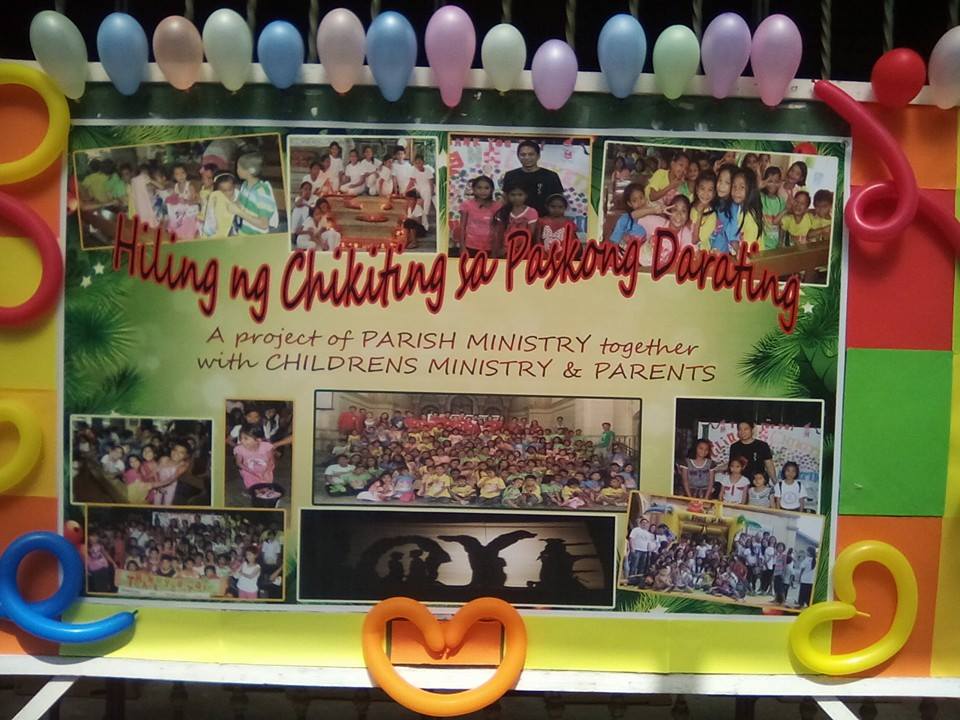 Hiling ng Chikiting sa Paskong Darating
A project of PARISH MINISTRY together
with CHILDRENS MINISTRY & PARENTS